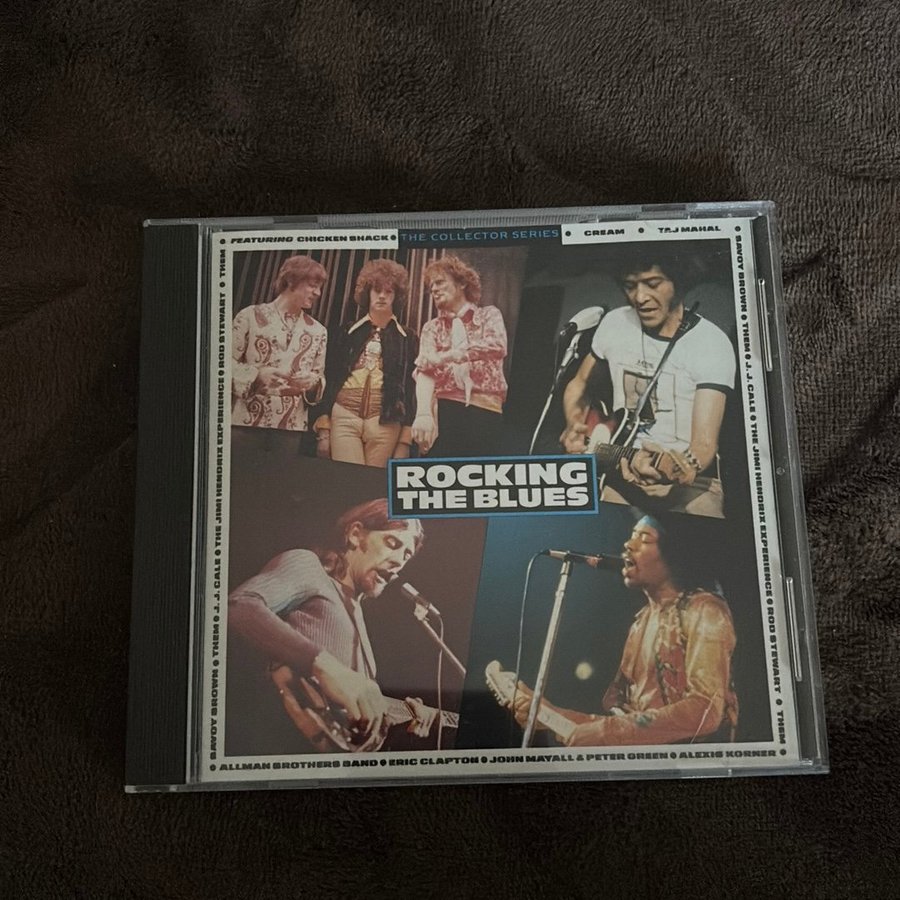 FEATURING CHICKEN SHACK • THE COLLECTOR SERIES • CREAM • TAJ MAHAL
• SAVOY BROWN • THEM • J. J. CALE • THE JIMI HENDRIX EXPERIENCE • ROD STEWART • THEM
ROCKING
THE BLUES
• SAVOY BROWN • THEM • J. J. CALE • THE JIMI HENDRIX EXPERIENCE • ROD STEWART • THEM
• ALLMAN BROTHERS BAND • ERIC CLAPTON • JOHN MAYALL & PETER GREEN • ALEXIS KORNER •